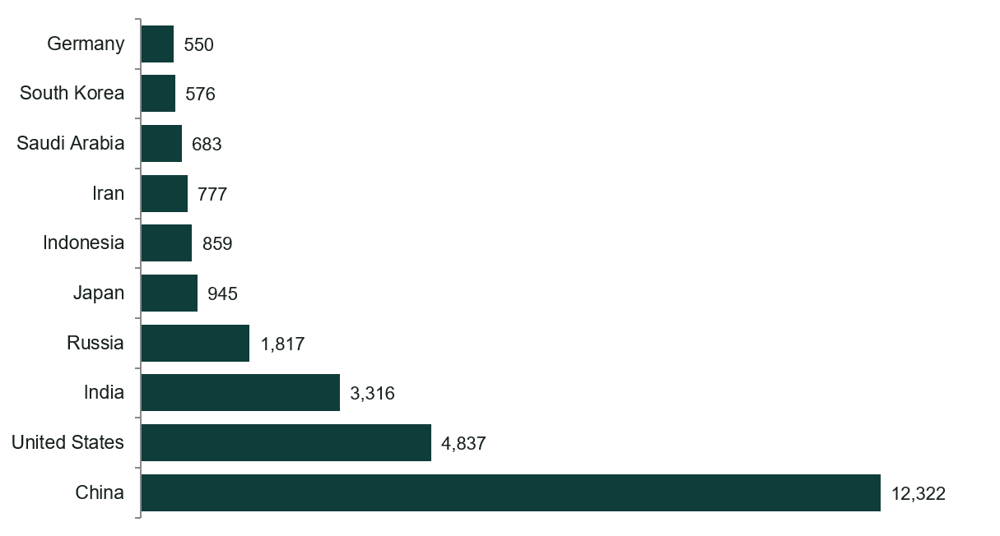 Germany 550
South Korea 576
Saudi Arabia 683
Iran 777
Indonesia 859
Japan 945
Russia 1,817
India 3,316
United States 4,837
China 12,322